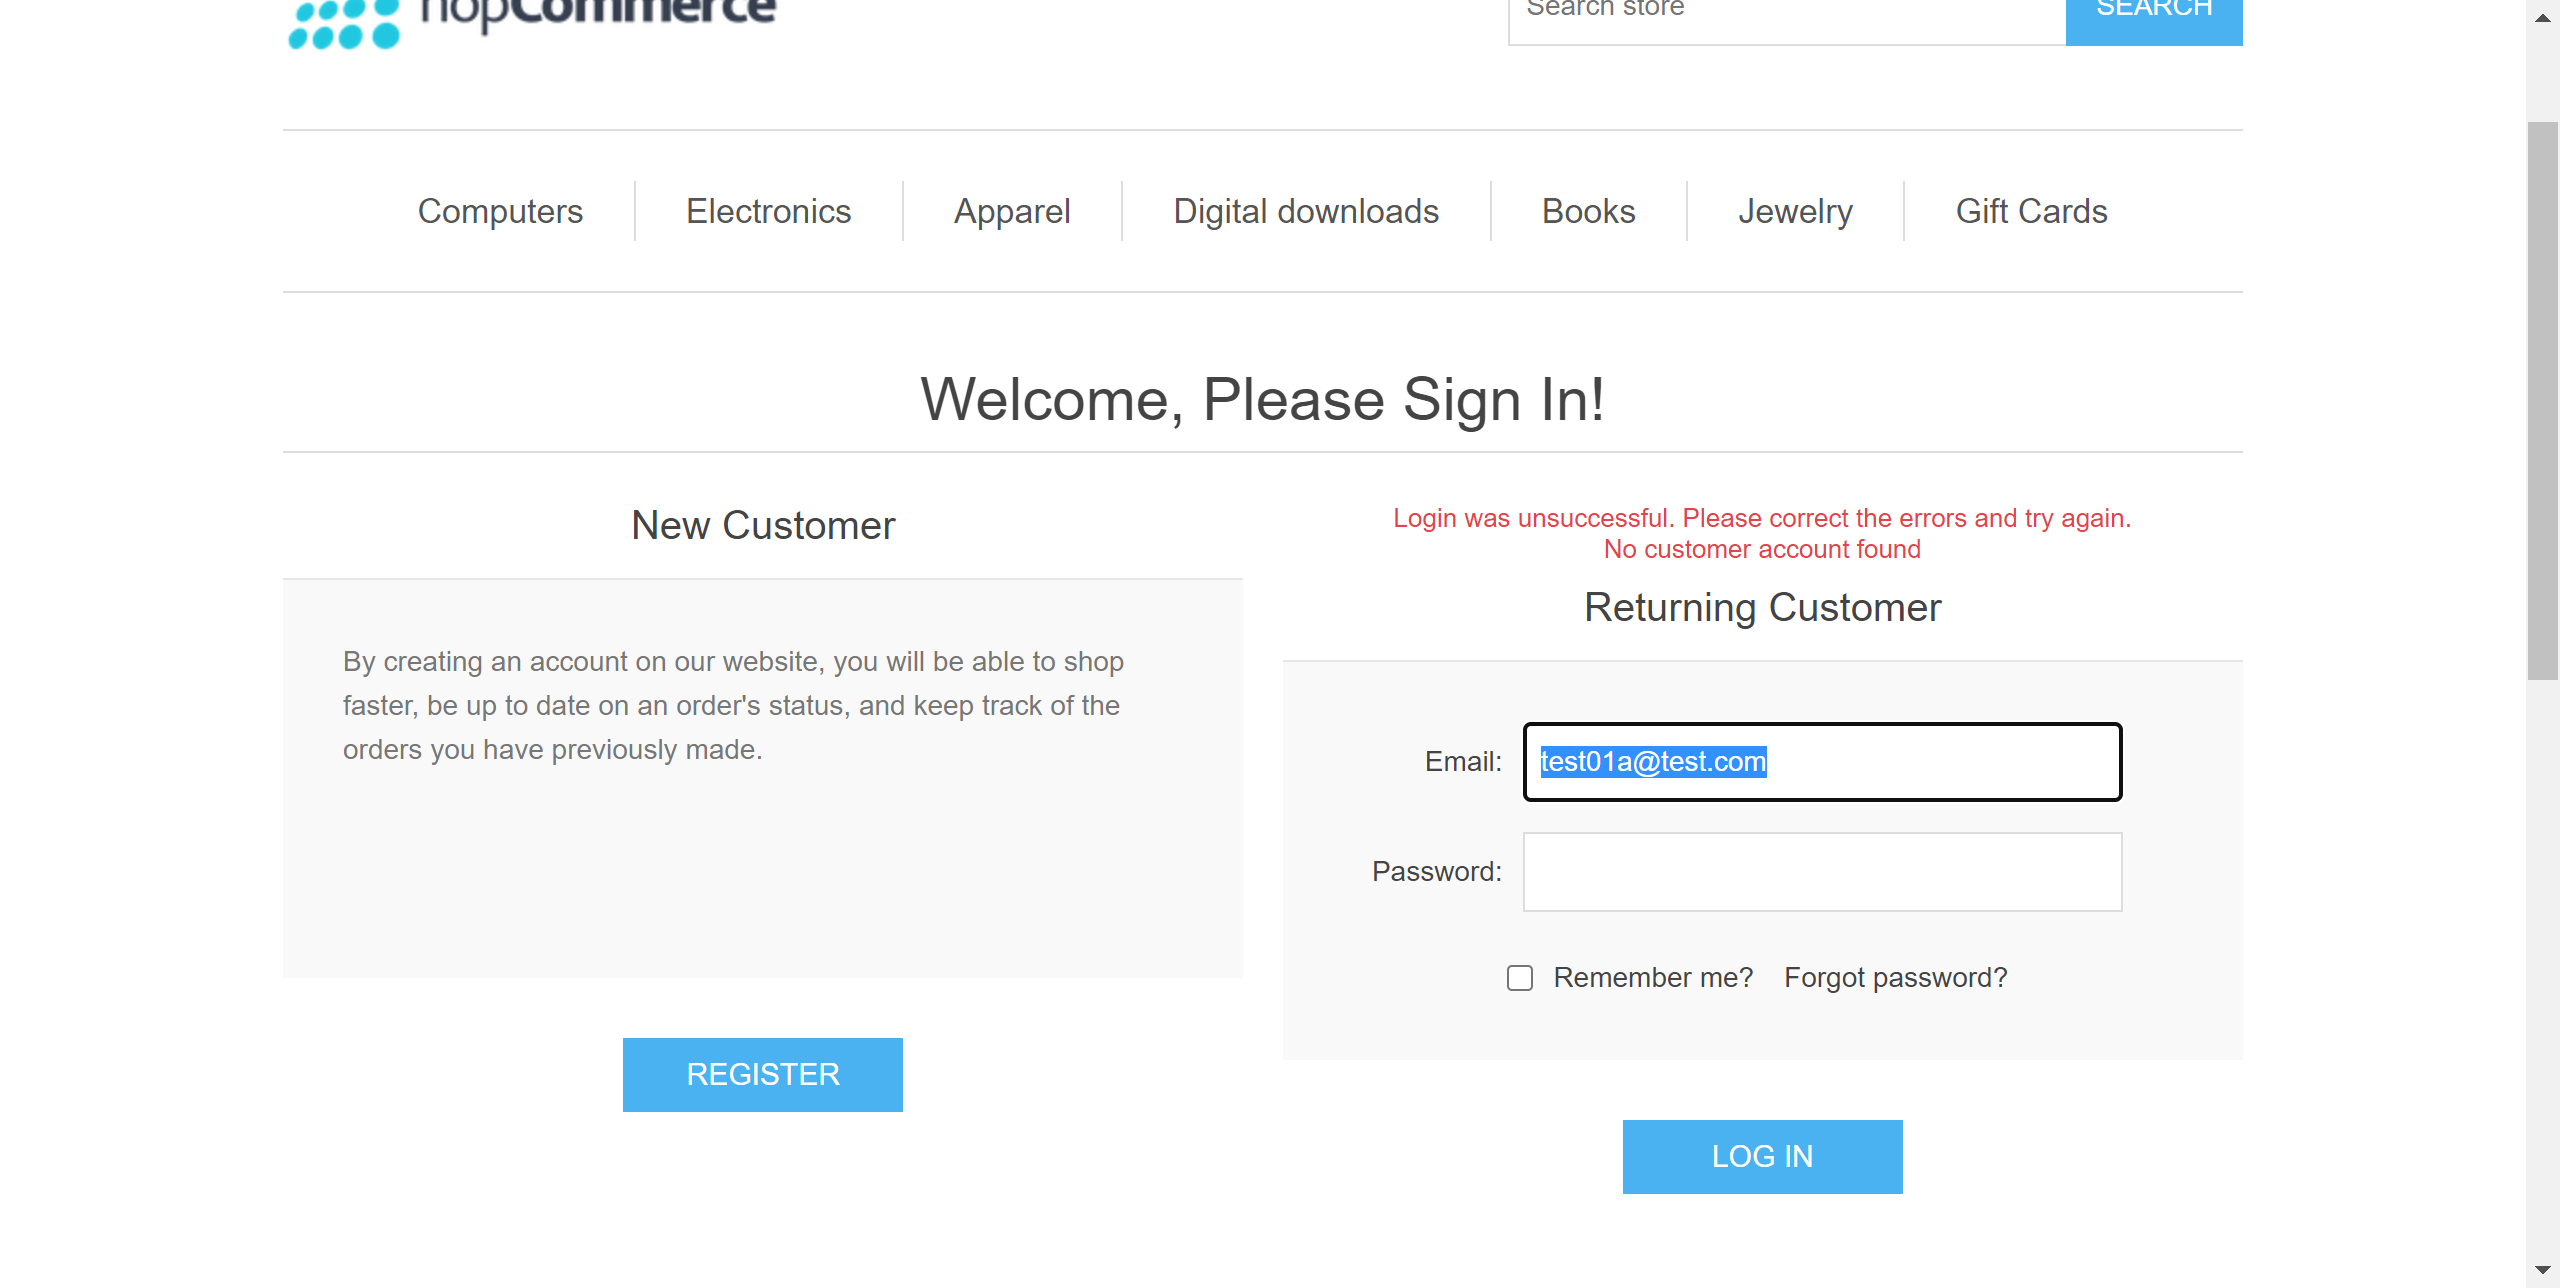 nopCommerce
Search store
SEARCH
Computers
Electronics
Apparel
Digital downloads
Books
Jewelry
Gift Cards
Welcome, Please Sign In!
New Customer
By creating an account on our website, you will be able to shop
faster, be up to date on an order's status, and keep track of the
orders you have previously made.
REGISTER
Login was unsuccessful. Please correct the errors and try again.
No customer account found
Returning Customer
Email:
test01a@test.com
Password:
Remember me?
Forgot password?
LOG IN